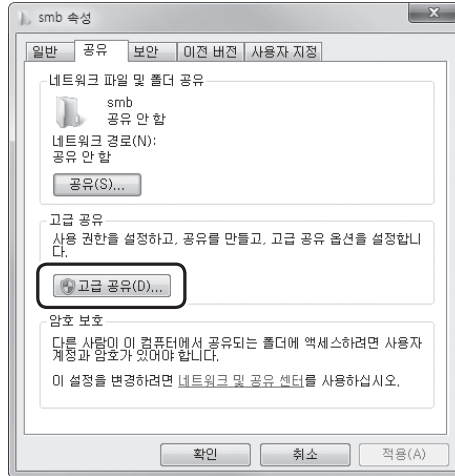 smb 속성
일반 공유 보안 이전 버전 사용자 지정
네트워크 파일 및 폴더 공유
smb
공유 안 함
네트워크 경로(N):
공유 안 함
공유(S)...
고급 공유
사용 권한을 설정하고, 공유를 만들고, 고급 공유 옵션을 설정합니
다.
고급 공유(D)...
암호 보호
다른 사람이 이 컴퓨터에서 공유되는 폴더에 액세스하려면 사용자
계정과 암호가 있어야 합니다.
이 설정을 변경하려면 네트워크 및 공유 센터를 사용하십시오.
확인 취소 적용(A)